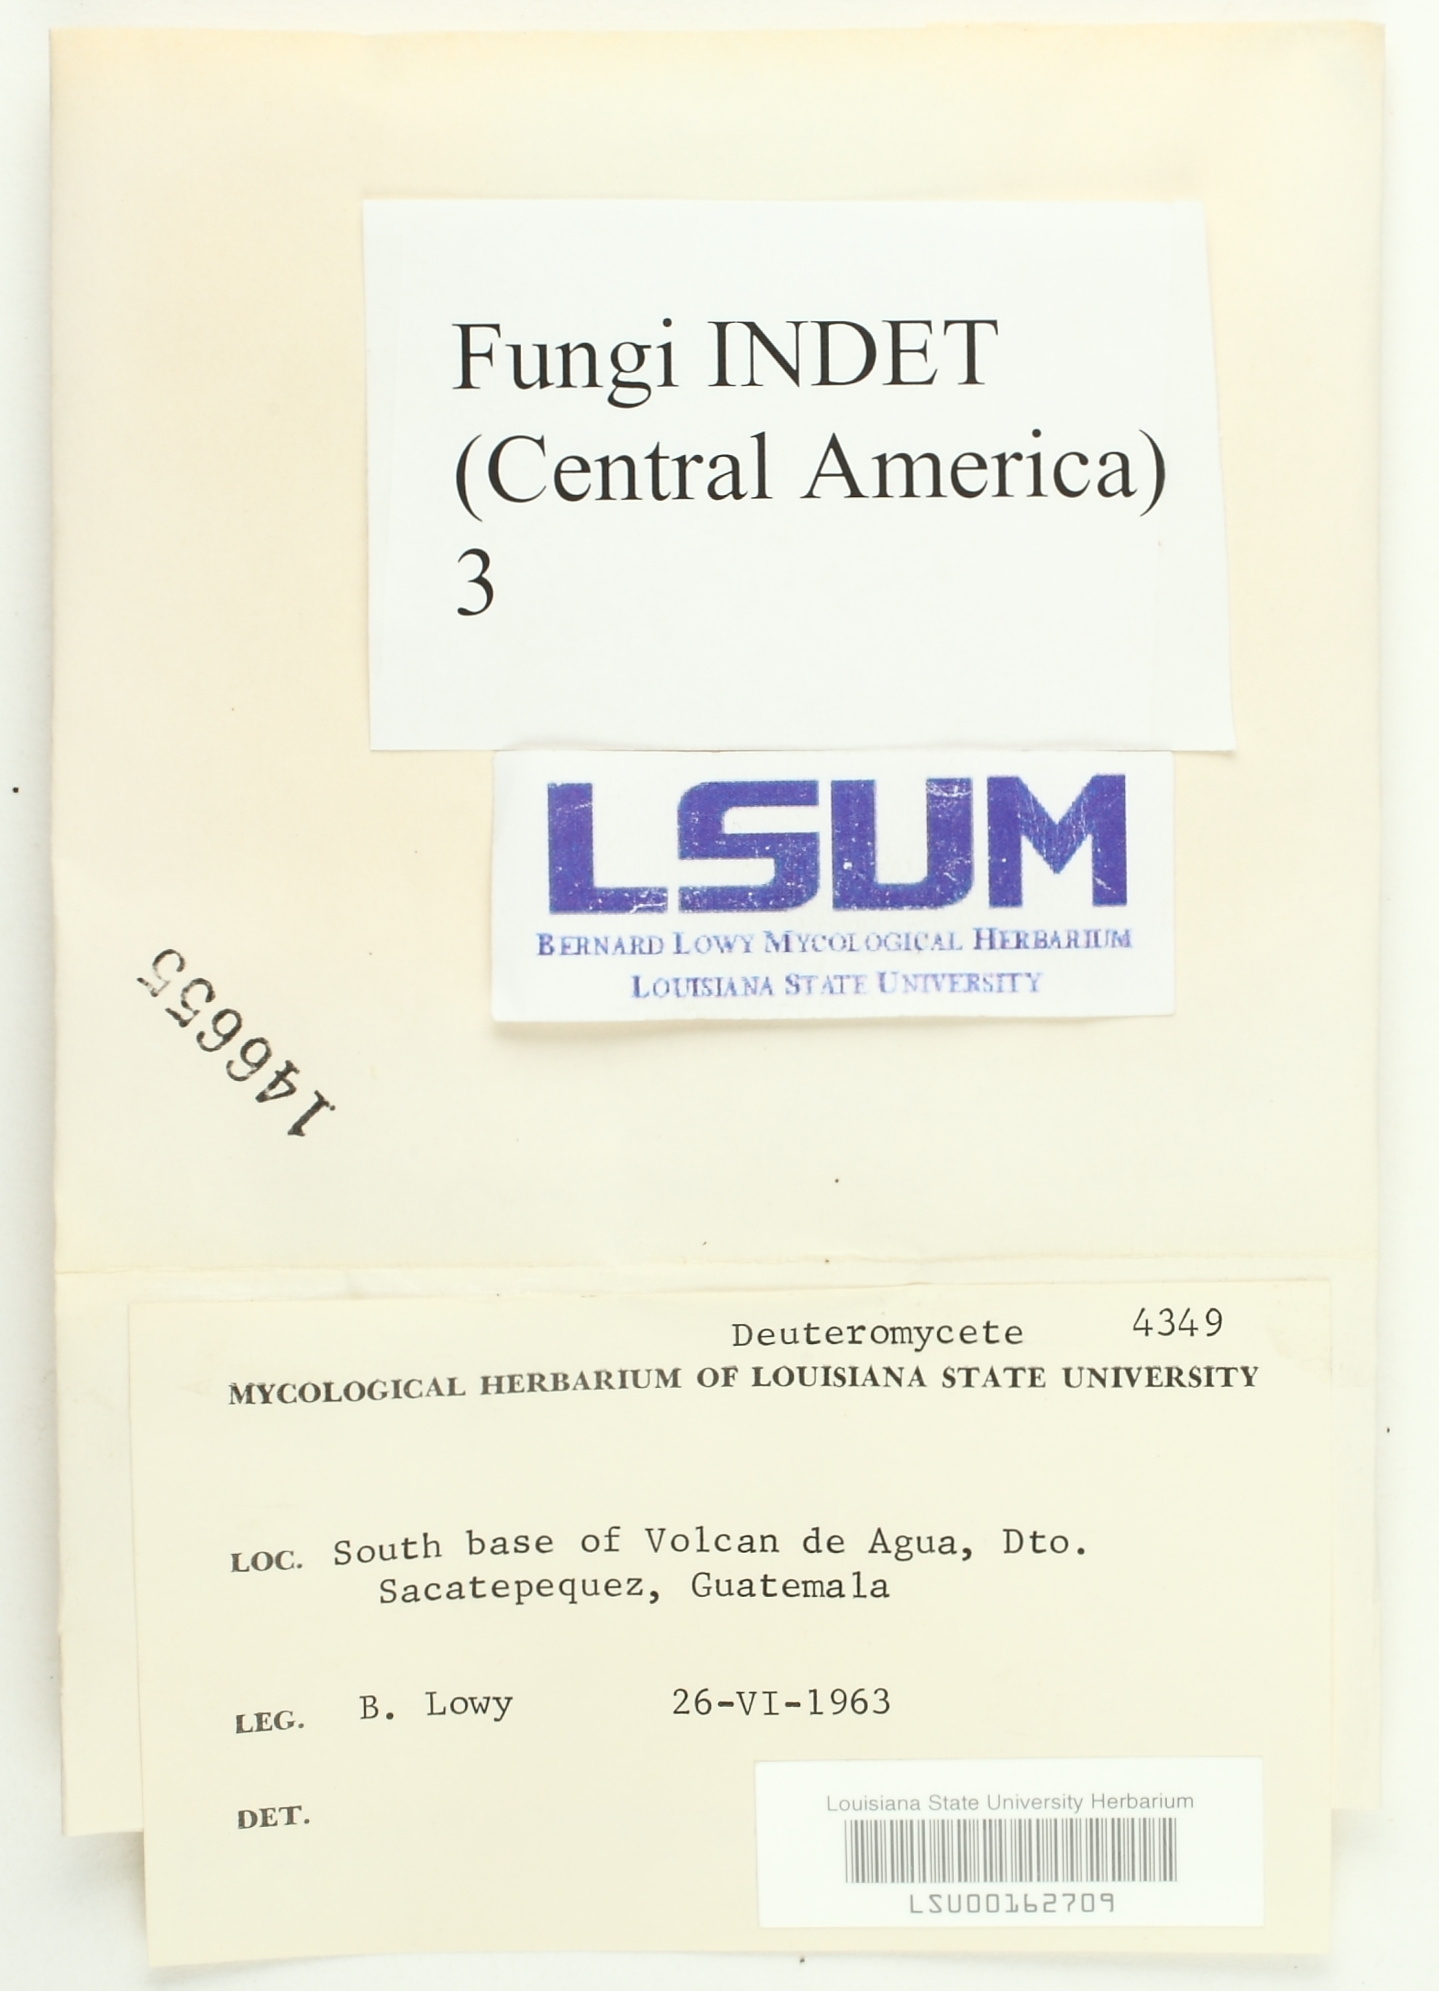 Fungi INDET
(Central America)
3
LSUM
BERNARD LOWY MYCOLOGICAL HERBARIUM
LOUISIANA STATE UNIVERSITY
146655
Deuteromycete 4349
MYCOLOGICAL HERBARIUM OF LOUISIANA STATE UNIVERSITY
LOC. South base of Volcan de Agua, Dto.
Sacatepequez, Guatemala
LEG. B. Lowy 26-VI-1963
DET.
Louisiana State University Herbarium
LSU00162709